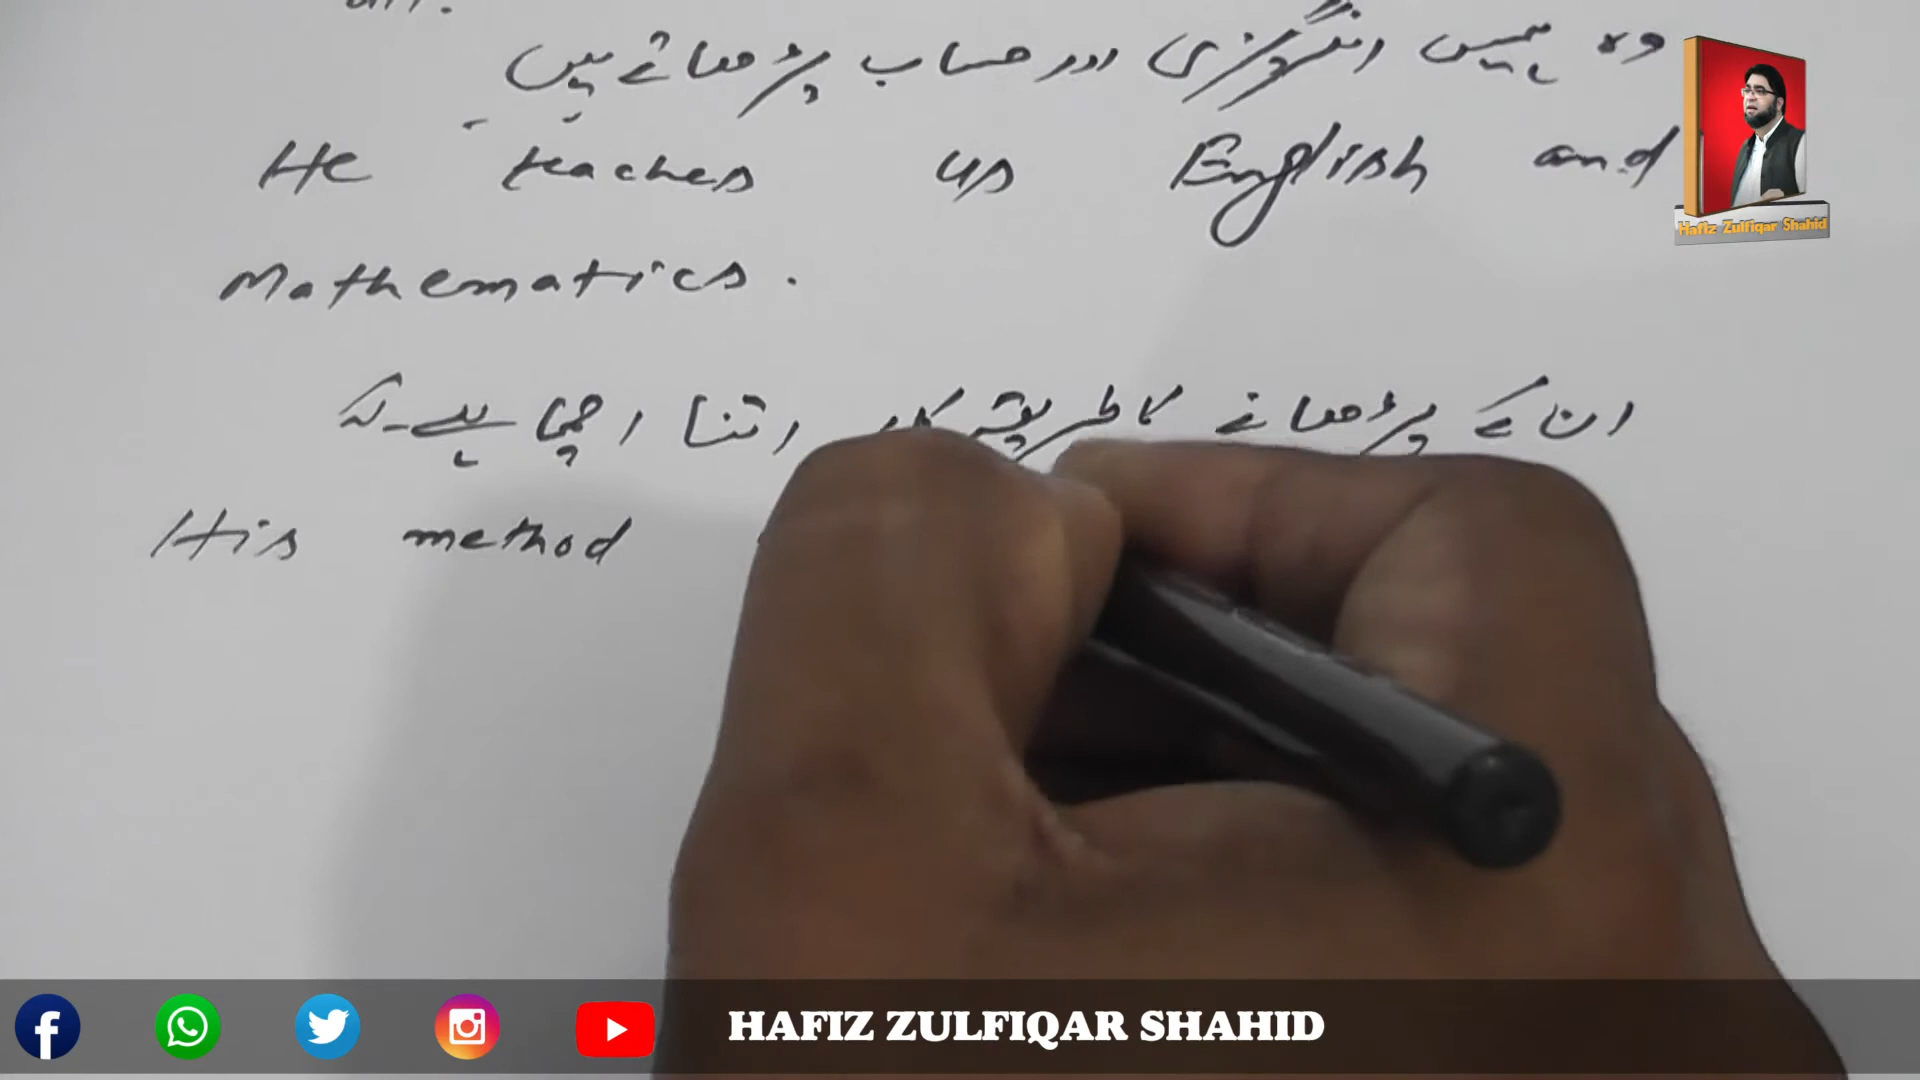 وہ ہمیں انگریزی اور حساب پڑھاتے ہیں
He teaches us English and
Mathematics.
ان کے پڑھانے کا طریقہ کار اتنا اچھا ہے۔ کہ
His method
Hafiz Zulfiqar Shahid
HAFIZ ZULFIQAR SHAHID